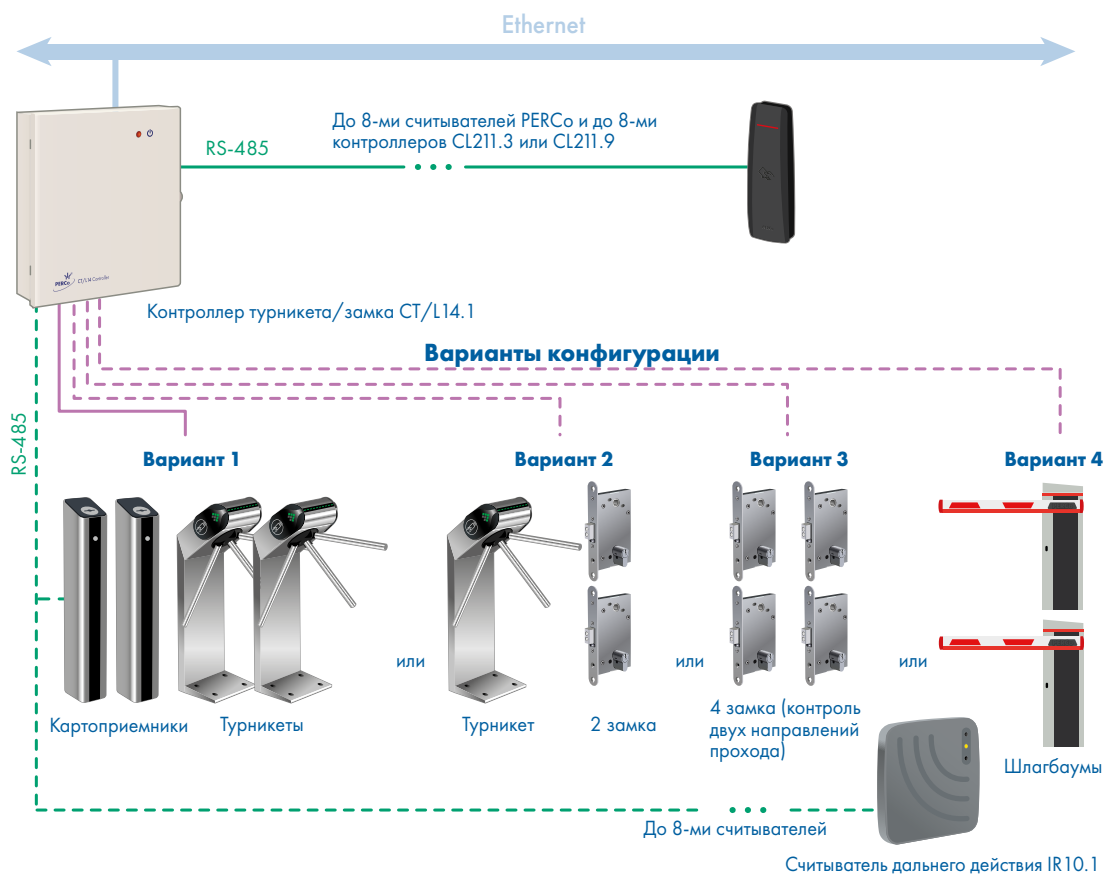 Ethernet
До 8-ми считывателей PERCo и до 8-ми
контроллеров CL211.3 или CL211.9
RS-485
PERCo CT/L14 Controller
Контроллер турникета/замка CT/L14.1
Варианты конфигурации
RS-485
Вариант 1
Вариант 2
Вариант 3
Вариант 4
или
или
или
Картоприемники
Турникеты
Турникет
2 замка
4 замка (контроль
двух направлений
прохода)
Шлагбаумы
До 8-ми считывателей
Считыватель дальнего действия IR10.1